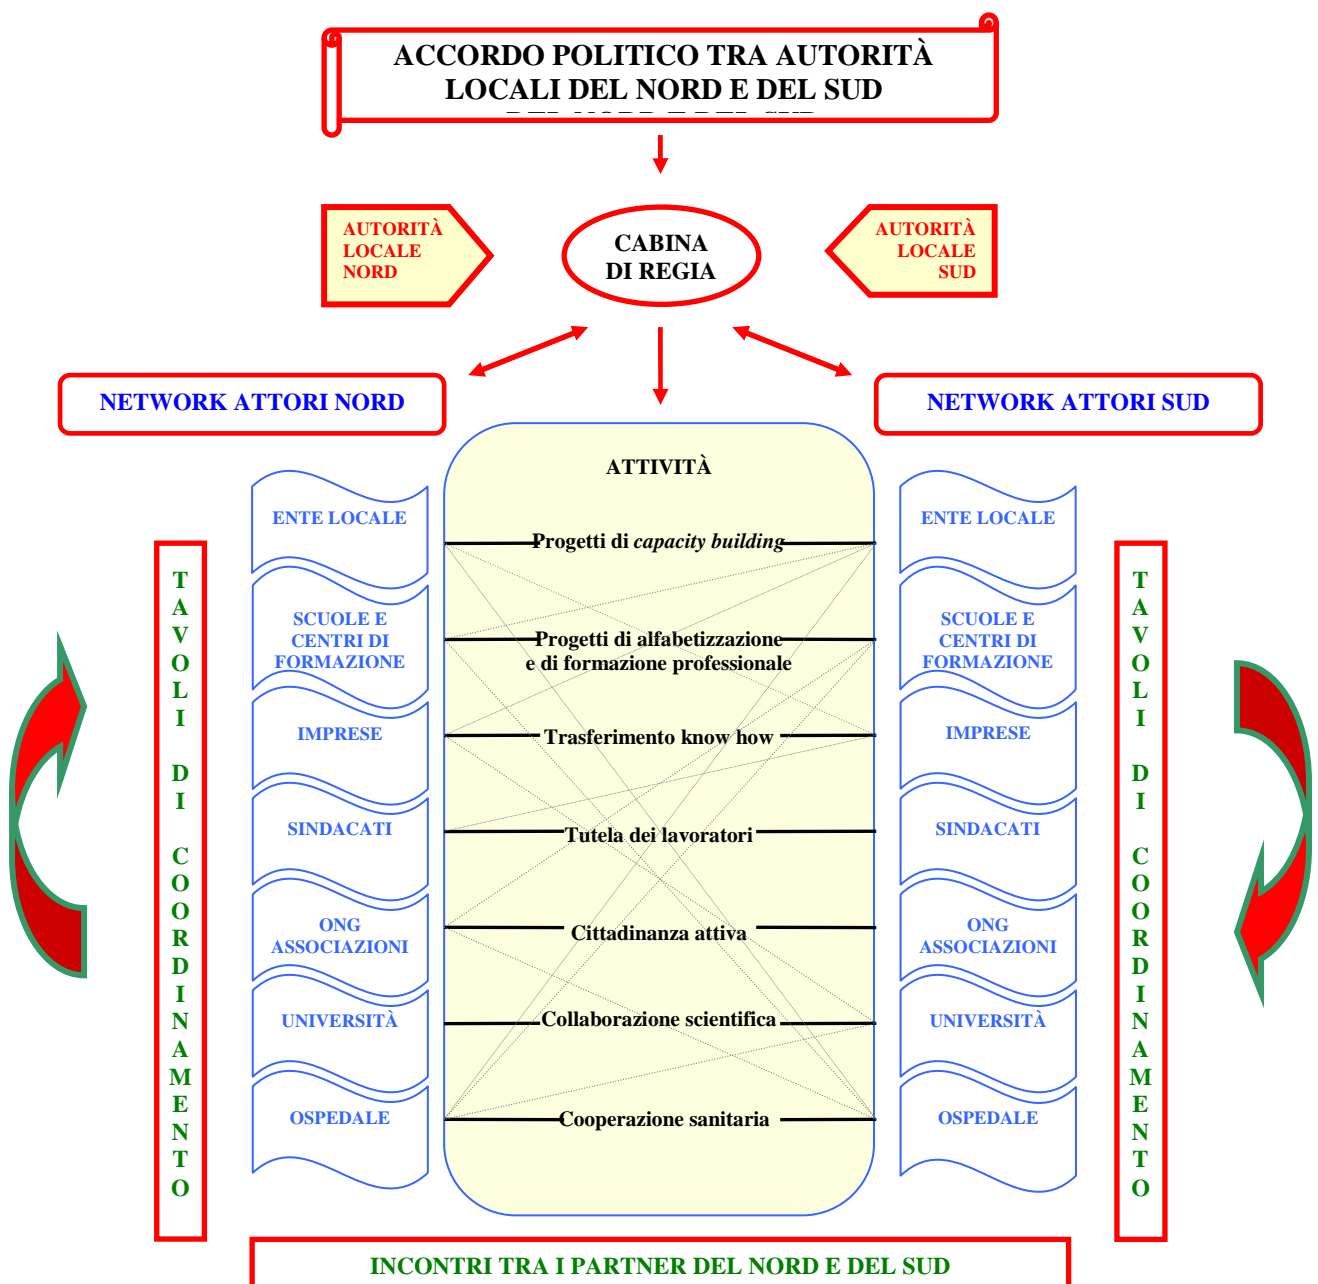 ACCORDO POLITICO TRA AUTORITÀ
LOCALI DEL NORD E DEL SUD
DEL NORD E DEL SUD
AUTORITÀ
LOCALE
NORD
CABINA
DI REGIA
AUTORITÀ
LOCALE
SUD
NETWORK ATTORI NORD
NETWORK ATTORI SUD
ATTIVITÀ
TAVOLI DI COORDINAMENTO
ENTE LOCALE
SCUOLE E
CENTRI DI
FORMAZIONE
IMPRESE
SINDACATI
ONG
ASSOCIAZIONI
UNIVERSITÀ
OSPEDALE
Progetti di capacity building
Progetti di alfabetizzazione
e di formazione professionale
Trasferimento know how
Tutela dei lavoratori
Cittadinanza attiva
Collaborazione scientifica
Cooperazione sanitaria
ENTE LOCALE
SCUOLE E
CENTRI DI
FORMAZIONE
IMPRESE
SINDACATI
ONG
ASSOCIAZIONI
UNIVERSITÀ
OSPEDALE
TAVOLI DI COORDINAMENTO
INCONTRI TRA I PARTNER DEL NORD E DEL SUD